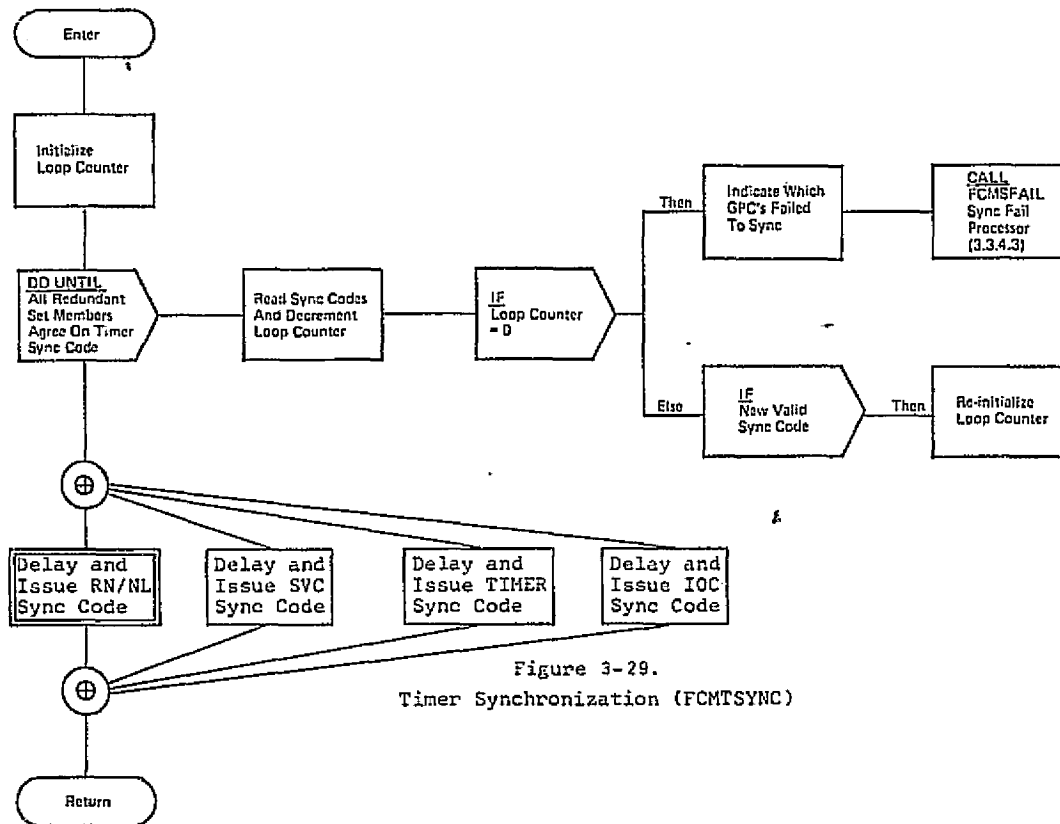 Enter
Initialize
Loop Counter
DO UNTIL
All Redundant
Set Members
Agree On Timer
Sync Code
Read Sync Codes
And Decrement
Loop Counter
IF
Loop Counter
= 0
Then
Indicate Which
GPC's Failed
To Sync
CALL
FCMSFAIL
Sync Fail
Processor
(3.3.4.3)
Else
IF
New Valid
Sync Code
Then
Re-initialize
Loop Counter
Delay and
Issue RN/NL
Sync Code
Delay and
Issue SVC
Sync Code
Delay and
Issue TIMER
Sync Code
Delay and
Issue IOC
Sync Code
Figure 3-29.
Timer Synchronization (FCMTSYNC)
Return